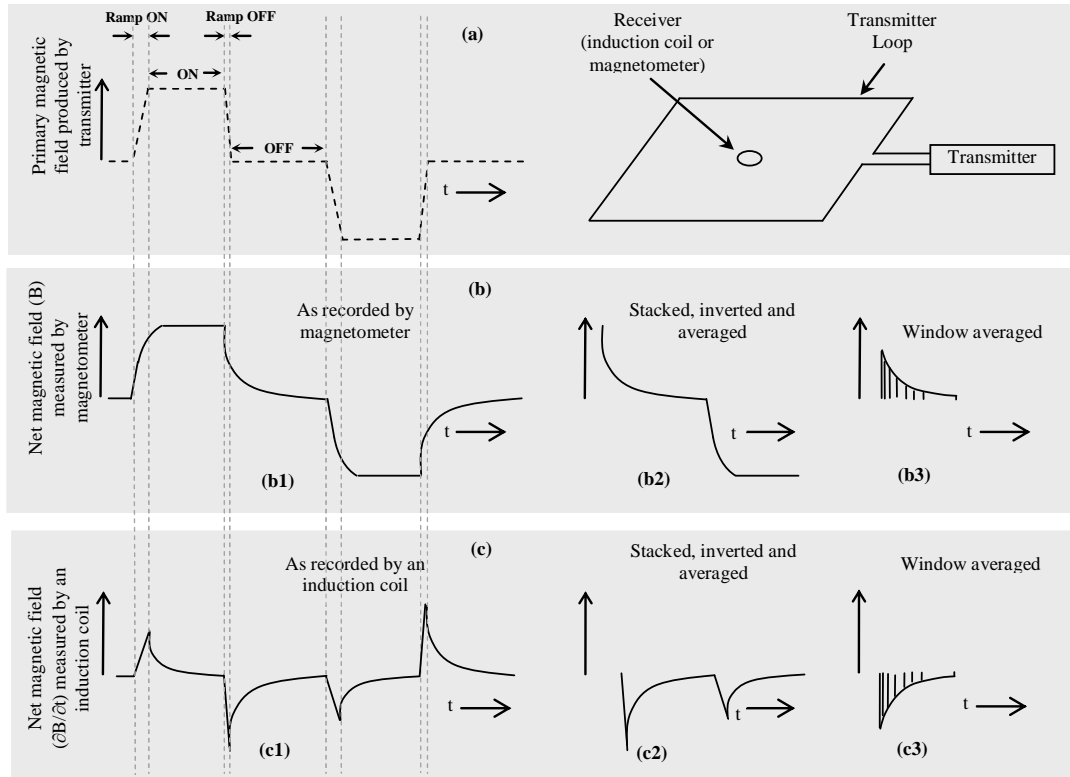 Ramp ON
Ramp OFF
(a)
ON
OFF
t
Primary magnetic
field produced by
transmitter
Receiver
(induction coil or
magnetometer)
Transmitter
Loop
Transmitter
(b)
Net magnetic field (B)
measured by
magnetometer
As recorded by
magnetometer
t
(b1)
Stacked, inverted and
averaged
t
(b2)
Window averaged
t
(b3)
(c)
Net magnetic field
(∂B/∂t) measured by an
induction coil
As recorded by an
induction coil
t
(c1)
Stacked, inverted and
averaged
t
(c2)
Window averaged
t
(c3)